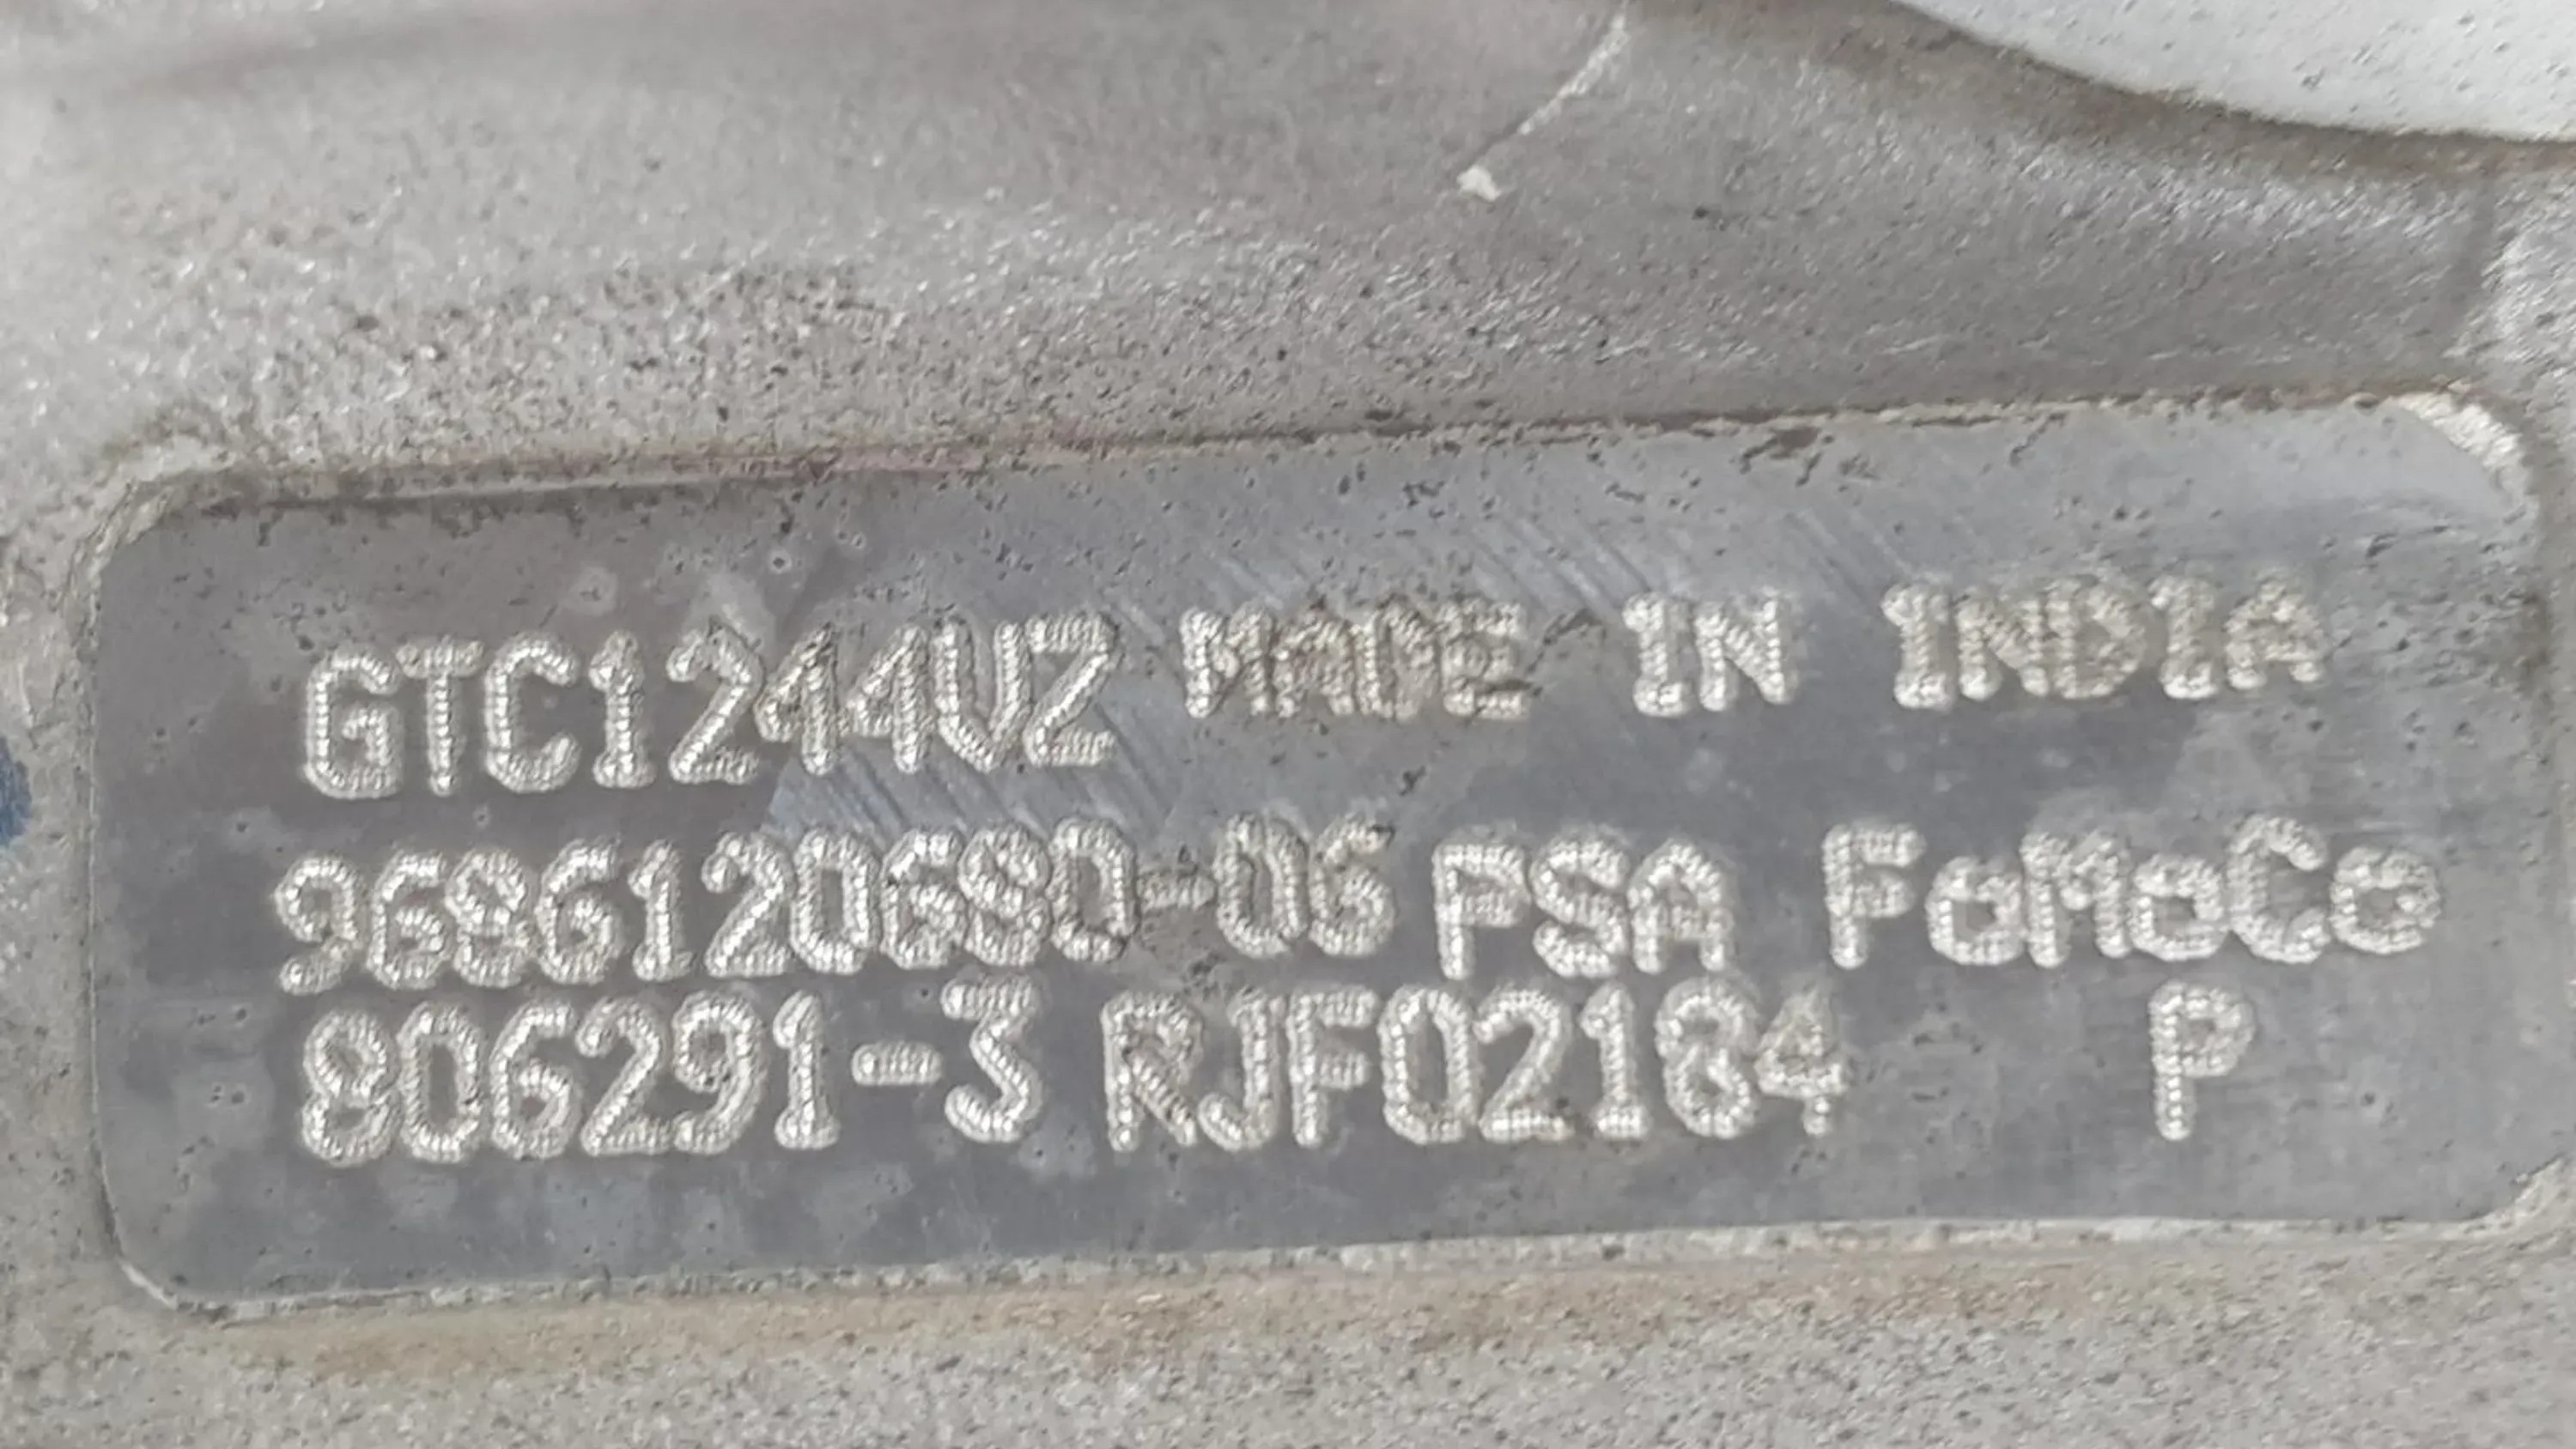 GTC1244VZ MADE IN INDIA
9686120680-06 PSA FoMoCo
806291-3 RJF02184 P